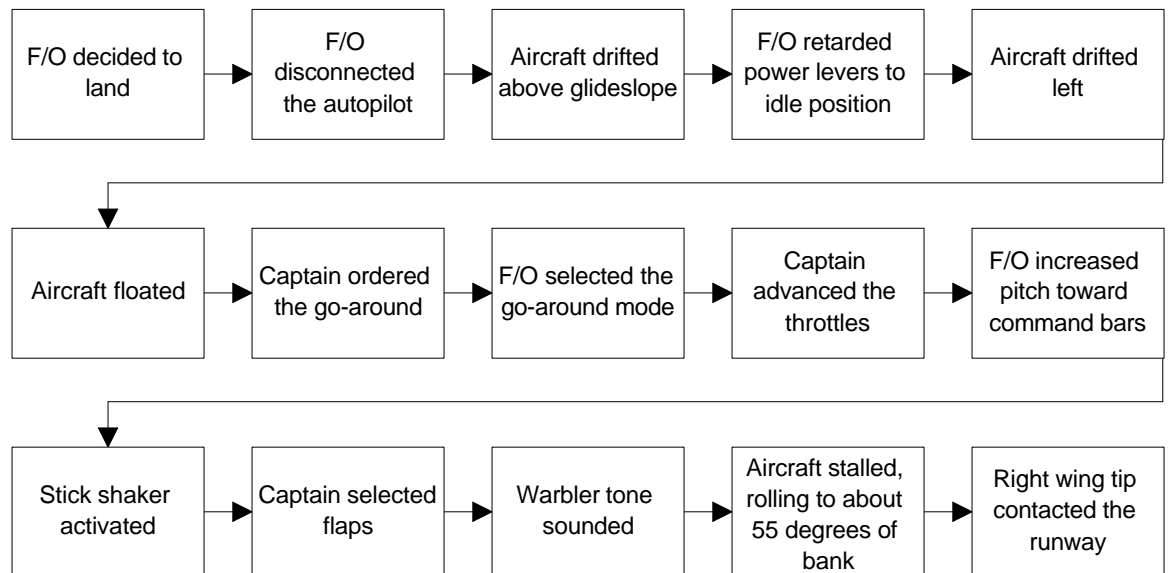 F/O decided to
land
F/O
disconnected
the autopilot
Aircraft drifted
above glideslope
F/O retarded
power levers to
idle position
Aircraft drifted
left
Aircraft floated
Captain ordered
the go-around
F/O selected the
go-around mode
Captain
advanced the
throttles
F/O increased
pitch toward
command bars
Stick shaker
activated
Captain selected
flaps
Warbler tone
sounded
Aircraft stalled,
rolling to about
55 degrees of
bank
Right wing tip
contacted the
runway